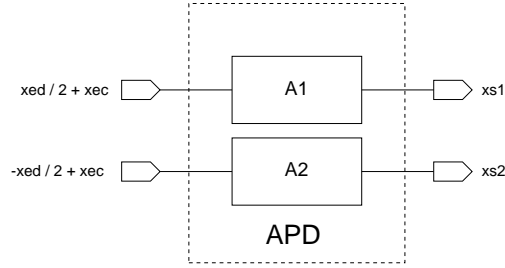 xed / 2 + xec
A1
xs1
-xed / 2 + xec
A2
xs2
APD